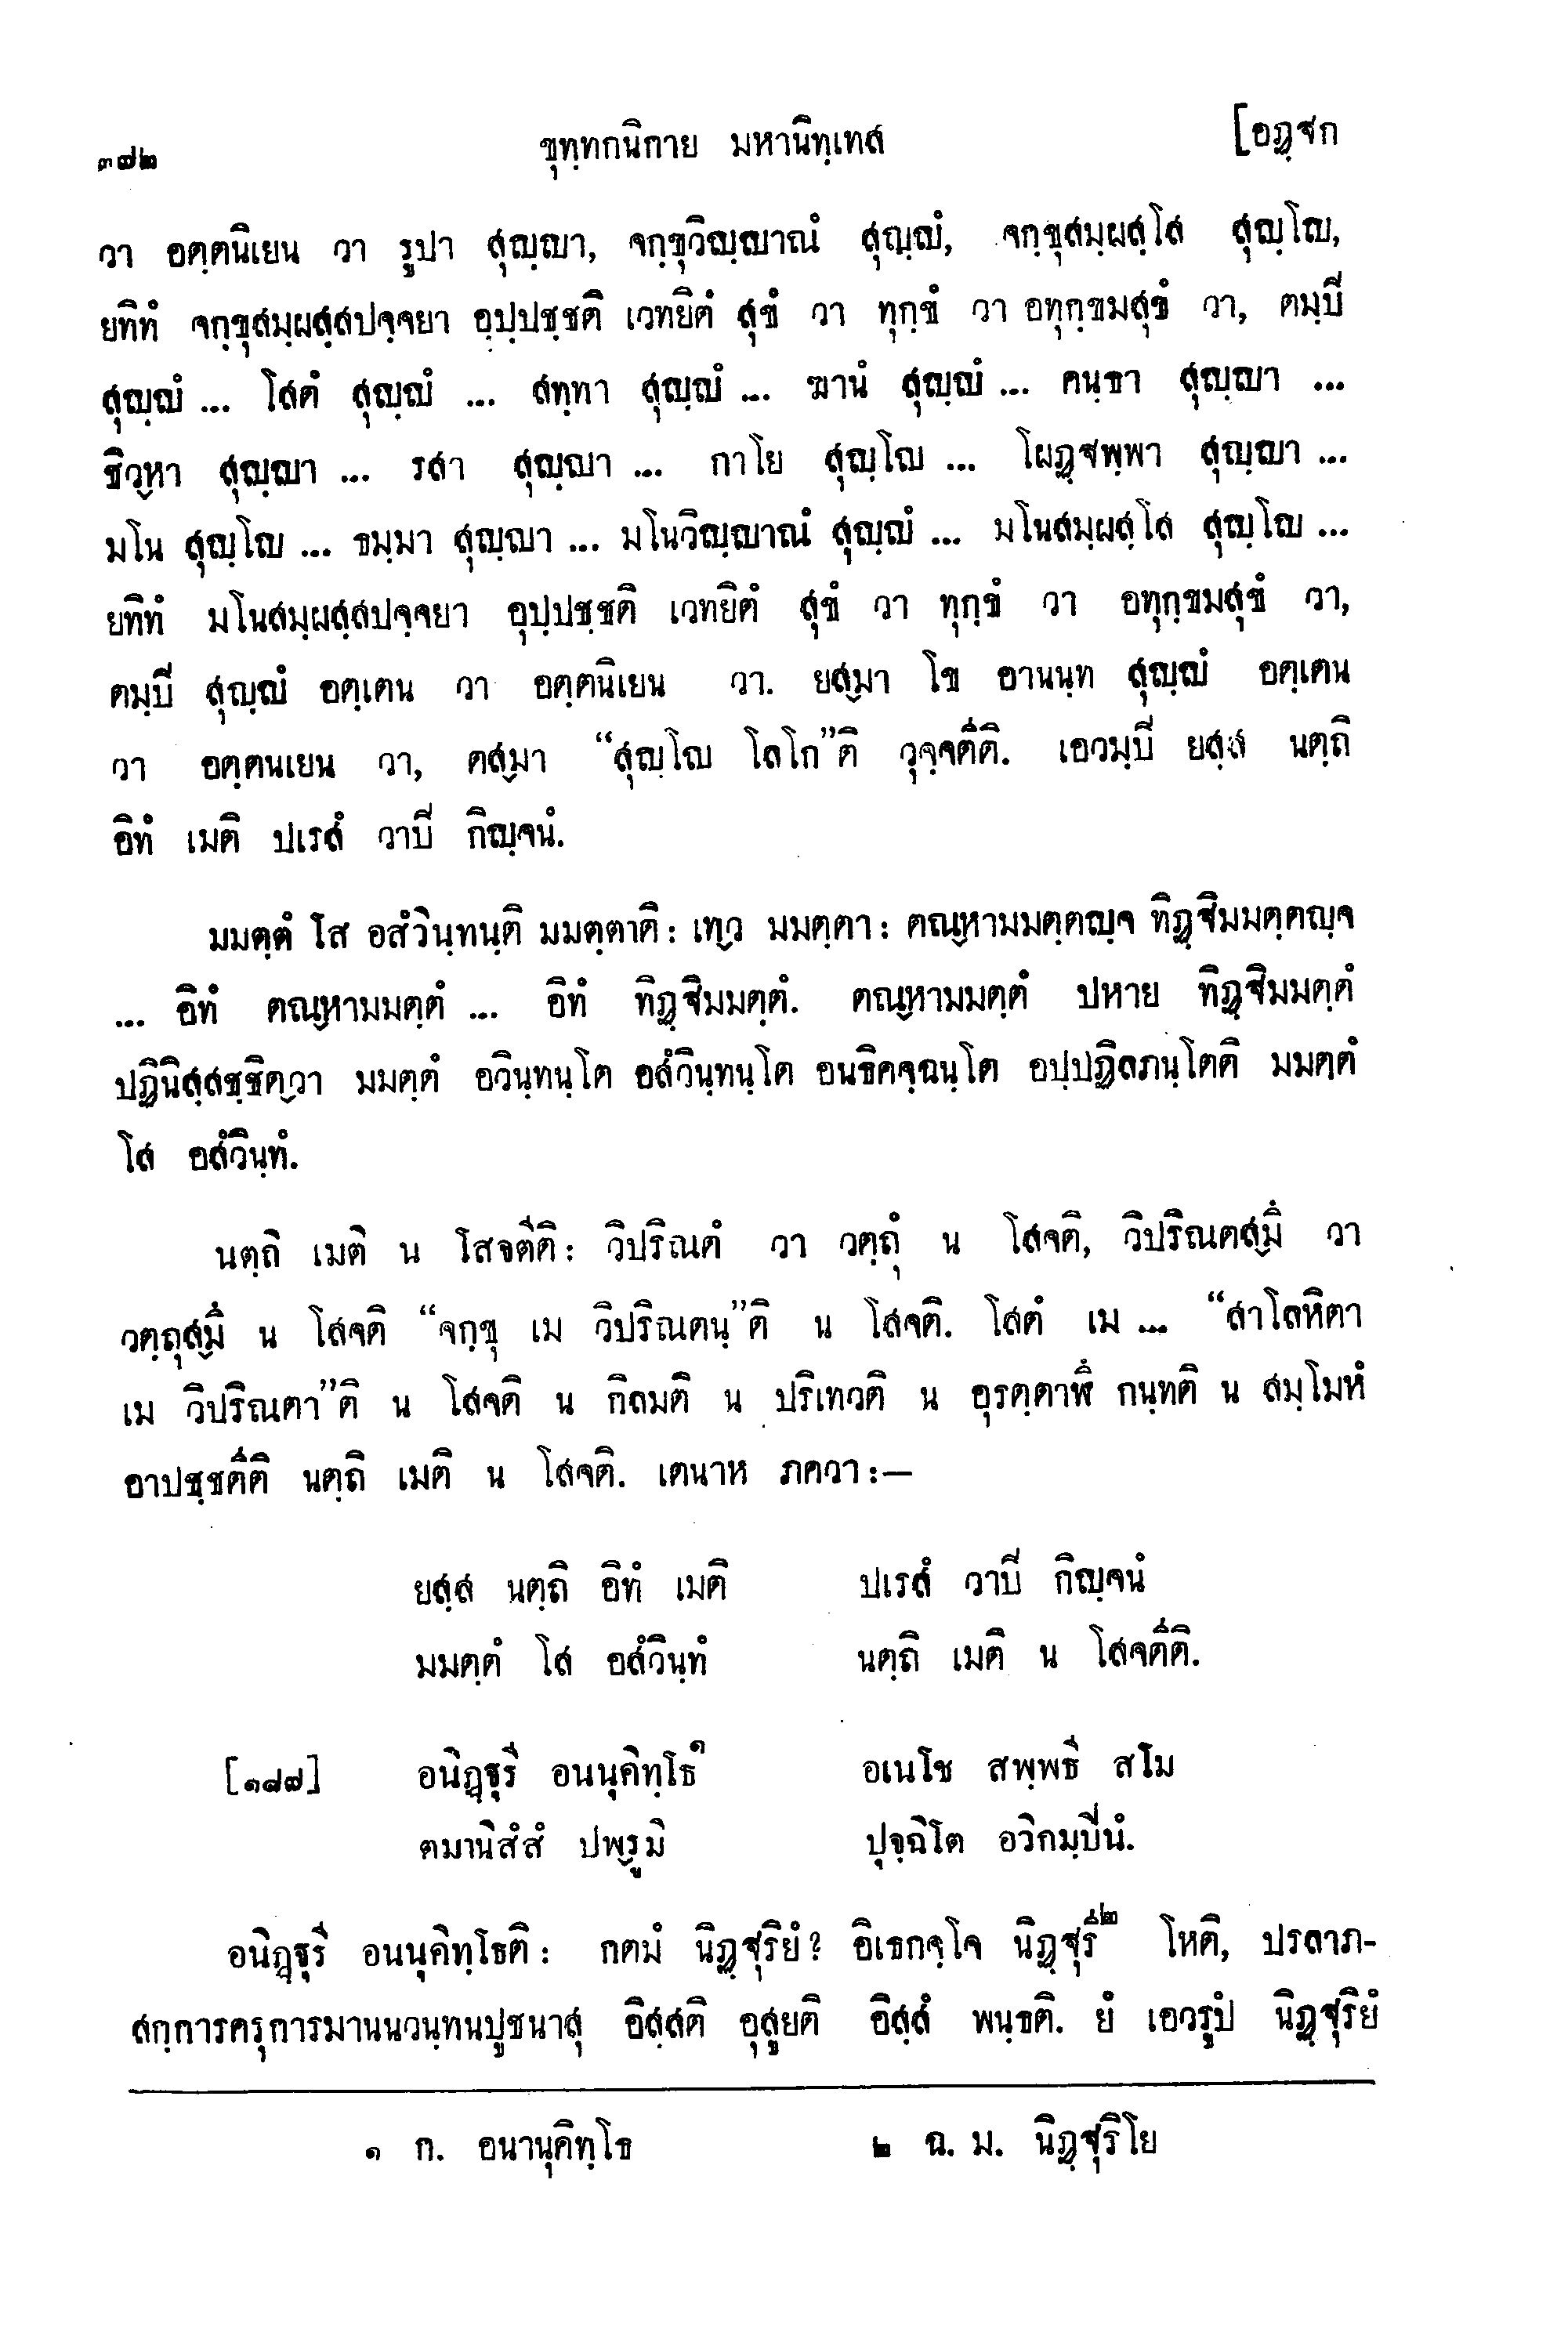 ๓๗๒ ขุทฺทกนิกาย มหานิทฺเทส [อฏฺฐก
วา อตฺตนิเยน วา รูปา สุญฺญา, จกฺขุวิญฺญาณํ สุญฺญํ, จกฺขุสมฺผสฺโส สุญฺโญ,
ยทิทํ จกฺขุสมฺผสฺสปจฺจยา อุปฺปชฺชติ เวทยิตํ สุขํ วา ทุกฺขํ วา อทุกฺขมสุขํ วา, ตมฺปิ
สุญฺญํ ... โสตํ สุญฺญํ ... สทฺทา สุญฺญํ ... ฆานํ สุญฺญํ ... คนฺธา สุญฺญา ...
ชิวฺหา สุญฺญา ... รสา สุญฺญา ... กาโย สุญฺโญ ... โผฏฺฐพฺพา สุญฺญา ...
มโน สุญฺโญ ... ธมฺมา สุญฺญา ... มโนวิญฺญาณํ สุญฺญํ ... มโนสมฺผสฺโส สุญฺโญ ...
ยทิทํ มโนสมฺผสฺสปจฺจยา อุปฺปชฺชติ เวทยิตํ สุขํ วา ทุกฺขํ วา อทุกฺขมสุขํ วา,
ตมฺปิ สุญฺญํ อตฺเตน วา อตฺตนิเยน วา. ยสฺมา โข อานนฺท สุญฺญํ อตฺเตน
วา อตฺตนเยน วา, ตสฺมา “สุญฺโญ โลโก”ติ วุจฺจตีติ. เอวมฺปิ ยสฺส นตฺถิ
อิทํ เมติ ปเรสํ วาปิ กิญฺจนํ.
มมตฺตํ โส อสํวินฺทนฺติ มมตฺตาติ: เทฺว มมตฺตา: ตณฺหามมตฺตญฺจ ทิฏฺฐิมมตฺตญฺจ
... อิทํ ตณฺหามมตฺตํ ... อิทํ ทิฏฺฐิมมตฺตํ. ตณฺหามมตฺตํ ปหาย ทิฏฺฐิมมตฺตํ
ปฏินิสฺสชฺชิตฺวา มมตฺตํ อวินฺทนฺโต อสํวินฺทนฺโต อนธิคจฺฉนฺโต อปฺปฏิลภนฺโตติ มมตฺตํ
โส อสํวินฺทํ.
นตฺถิ เมติ น โสจตีติ: วิปริณตํ วา วตฺถุํ น โสจติ, วิปริณตสฺมึ วา
วตฺถุสฺมึ น โสจติ “จกฺขุ เม วิปริณตนฺ”ติ น โสจติ. โสตํ เม ... “สาโลหิตา
เม วิปริณตา”ติ น โสจติ น กิลมติ น ปริเทวติ น อุรตฺตาฬึ กนฺทติ น สมฺโมหํ
อาปชฺชตีติ นตฺถิ เมติ น โสจติ. เตนาห ภควา:—
ยสฺส นตฺถิ อิทํ เมติ ปเรสํ วาปิ กิญฺจนํ
มมตฺตํ โส อสํวินฺทํ นตฺถิ เมติ น โสจตีติ.
[๑๘๗] อนิฏฺฐุรี อนนุคิทฺโธ๑ อเนโช สพฺพธี สโม
ตมานิสํสํ ปพฺรูมิ ปุจฺฉิโต อวิกมฺปินํ.
อนิฏฺฐุรี อนนุคิทฺโธติ: กตมํ นิฏฺฐุริยํ? อิเธกจฺโจ นิฏฺฐุรี๒ โหติ, ปรลาภ-
สกฺการครุการมานนวนฺทนปูชนาสุ อิสฺสติ อุสูยติ อิสฺสํ พนฺธติ. ยํ เอวรูปํ นิฏฺฐุริยํ
๑ ก. อนานุคิทฺโธ ๒ ฉ. ม. นิฏฺฐุริโย